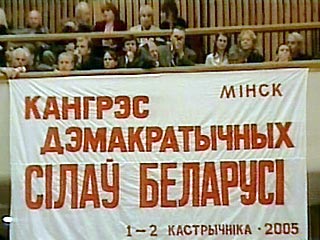 МІНСК
КАНГРЭС
ДЭМАКРАТЫЧНЫХ
СІЛАЎ БЕЛАРУСІ
1-2 КАСТРЫЧНІКА · 2005